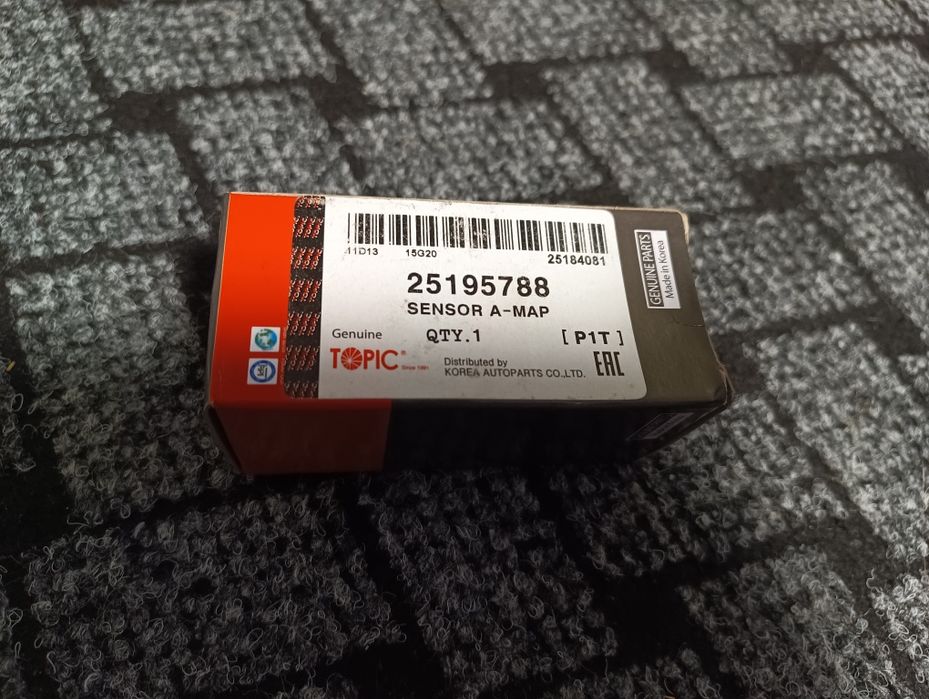 11D13 15G20
25184081
25195788
SENSOR A-MAP
Genuine QTY.1 [ P1T ]
TOPIC® Since 1991
Distributed by
KOREA AUTOPARTS CO.,LTD.
EAC
GENUINE PARTS
Made in Korea